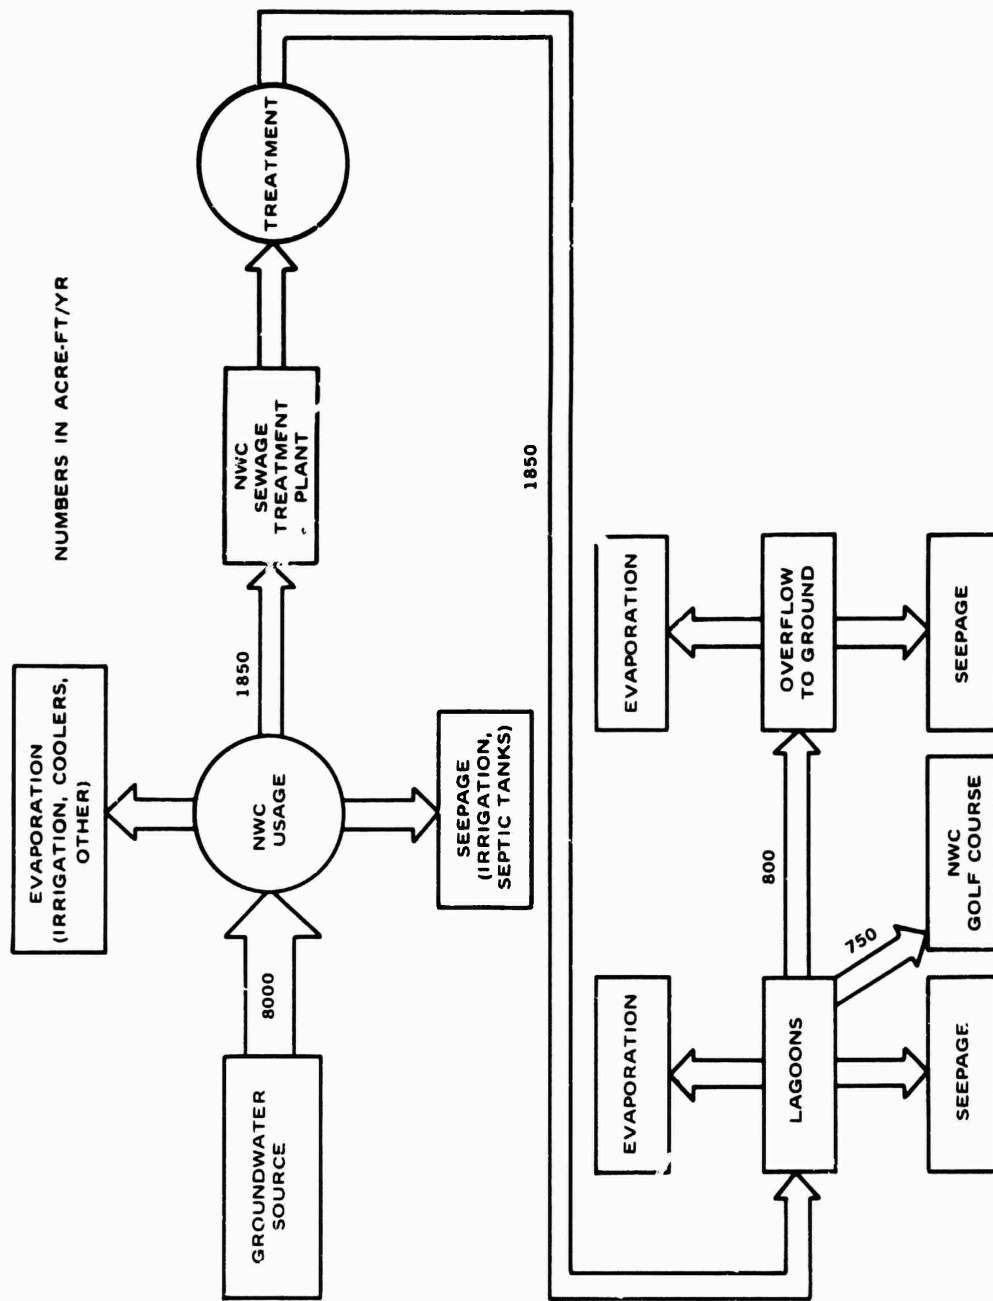 NUMBERS IN ACRE-FT/YR
EVAPORATION
(IRRIGATION, COOLERS,
OTHER)
GROUNDWATER
SOURCE
8000
NWC
USAGE
1850
NWC
SEWAGE
TREATMENT
PLANT
TREATMENT
SEEPAGE
(IRRIGATION,
SEPTIC TANKS)
1850
EVAPORATION
EVAPORATION
LAGOONS
800
OVERFLOW
TO GROUND
750
SEEPAGE
NWC
GOLF COURSE
SEEPAGE